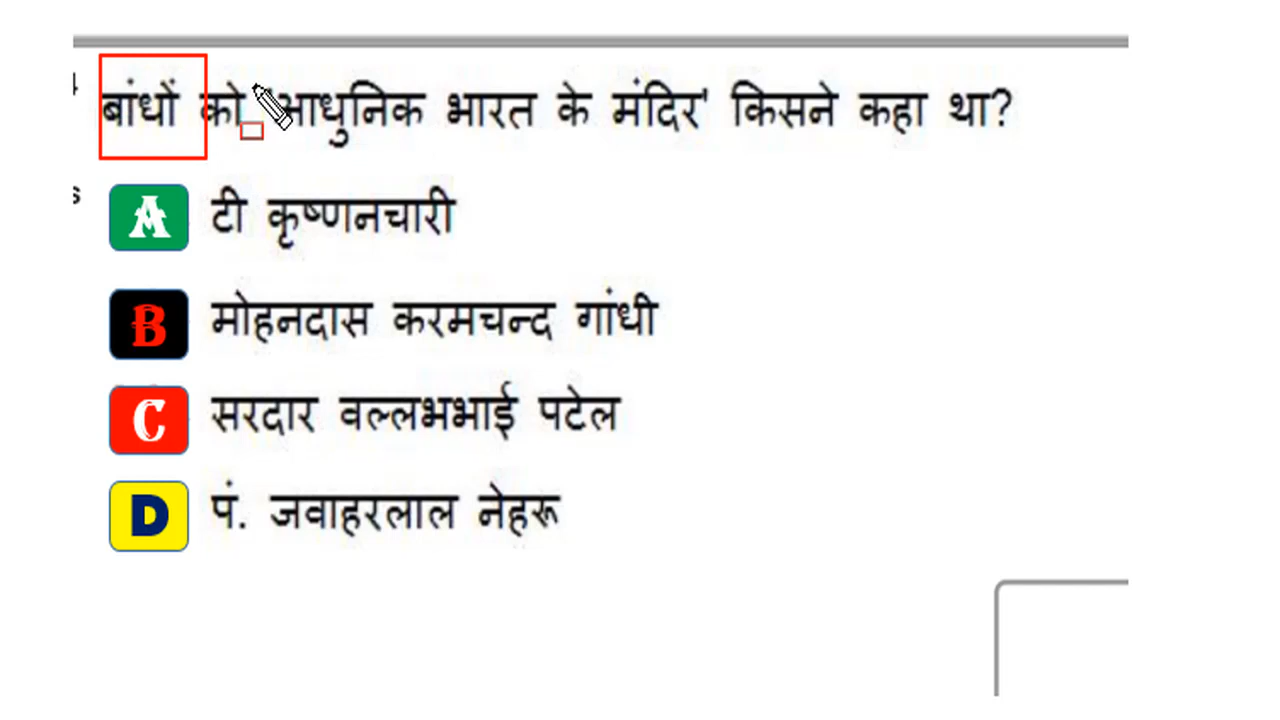 बांधों को 'आधुनिक भारत के मंदिर' किसने कहा था?
A टी कृष्णनचारी
B मोहनदास करमचन्द गांधी
C सरदार वल्लभभाई पटेल
D पं. जवाहरलाल नेहरू